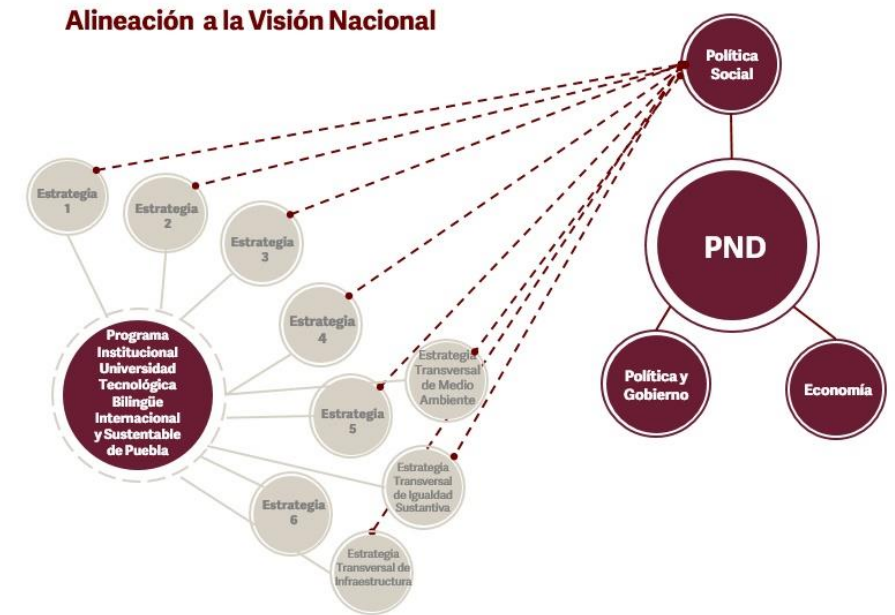 Alineación a la Visión Nacional
Política
Social
PND
Política y
Gobierno
Economía
Estrategia
1
Estrategia
2
Estrategia
3
Estrategia
4
Estrategia
Transversal
de Medio
Ambiente
Estrategia
5
Programa
Institucional
Universidad
Tecnológica
Bilingüe
Internacional
y Sustentable
de Puebla
Estrategia
Transversal
de Igualdad
Sustantiva
Estrategia
6
Estrategia
Transversal de
Infraestructura